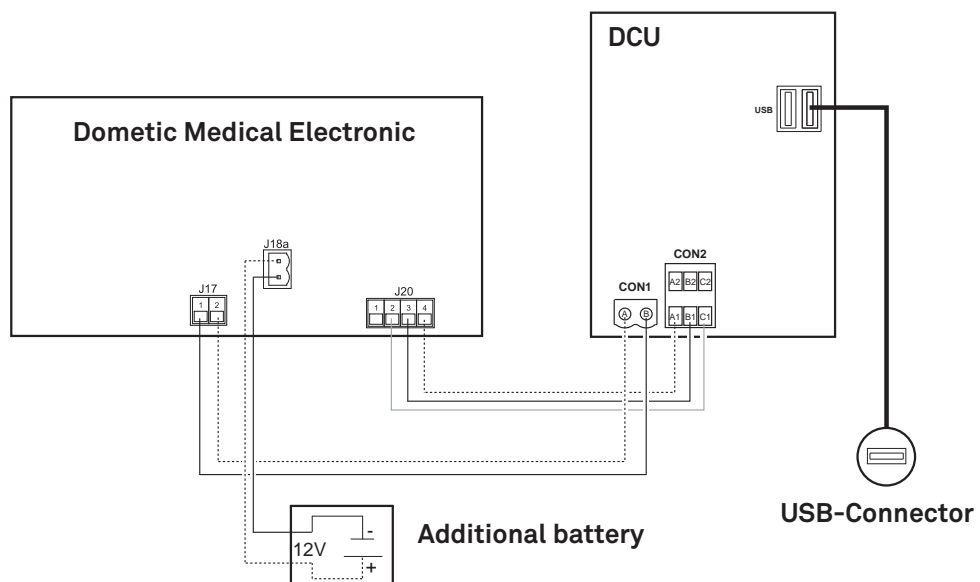 DCU
USB
Dometic Medical Electronic
J18a
CON2
A2 B2 C2
J17
J20
CON1
1 2
1 2 3 4
A B
A1 B1 C1
USB-Connector
Additional battery
-
12V
+